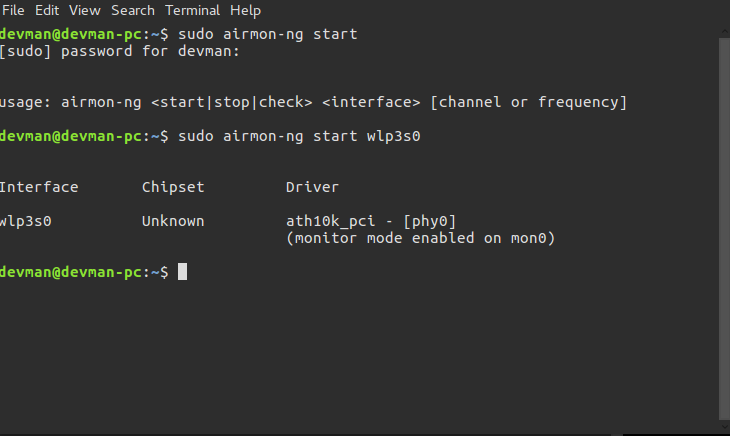 File Edit View Search Terminal Help
devman@devman-pc:~$ sudo airmon-ng start
[sudo] password for devman:
usage: airmon-ng <start|stop|check> <interface> [channel or frequency]
devman@devman-pc:~$ sudo airmon-ng start wlp3s0
Interface Chipset Driver
wlp3s0 Unknown ath10k_pci - [phy0]
(monitor mode enabled on mon0)
devman@devman-pc:~$